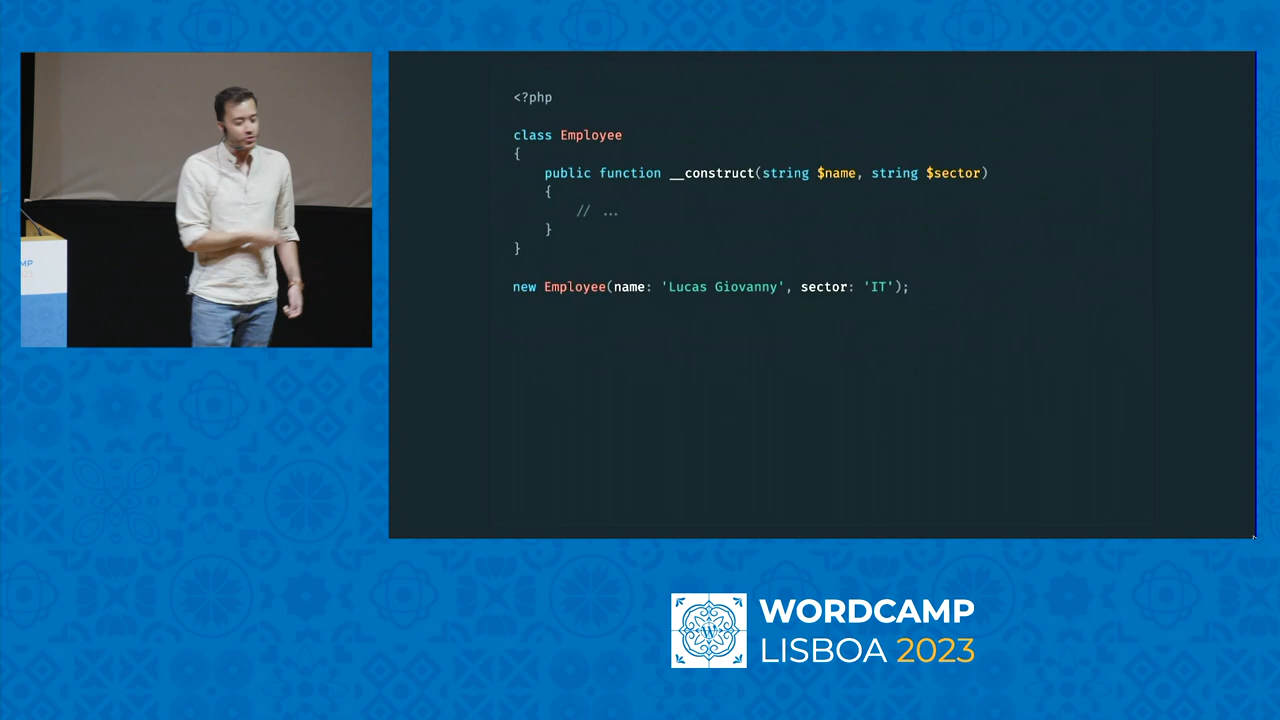 MP
<?php
class Employee
{
public function __construct(string $name, string $sector)
{
// ...
}
}
new Employee(name: 'Lucas Giovanny', sector: 'IT');
WORDCAMP
LISBOA 2023